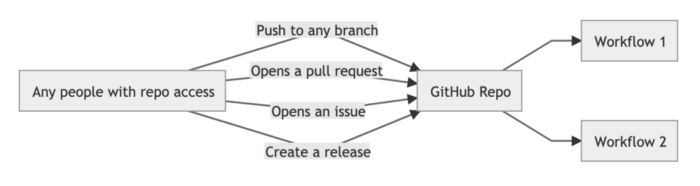 Push to any branch
Opens a pull request
Any people with repo access
Opens an issue
Create a release
GitHub Repo
Workflow 1
Workflow 2